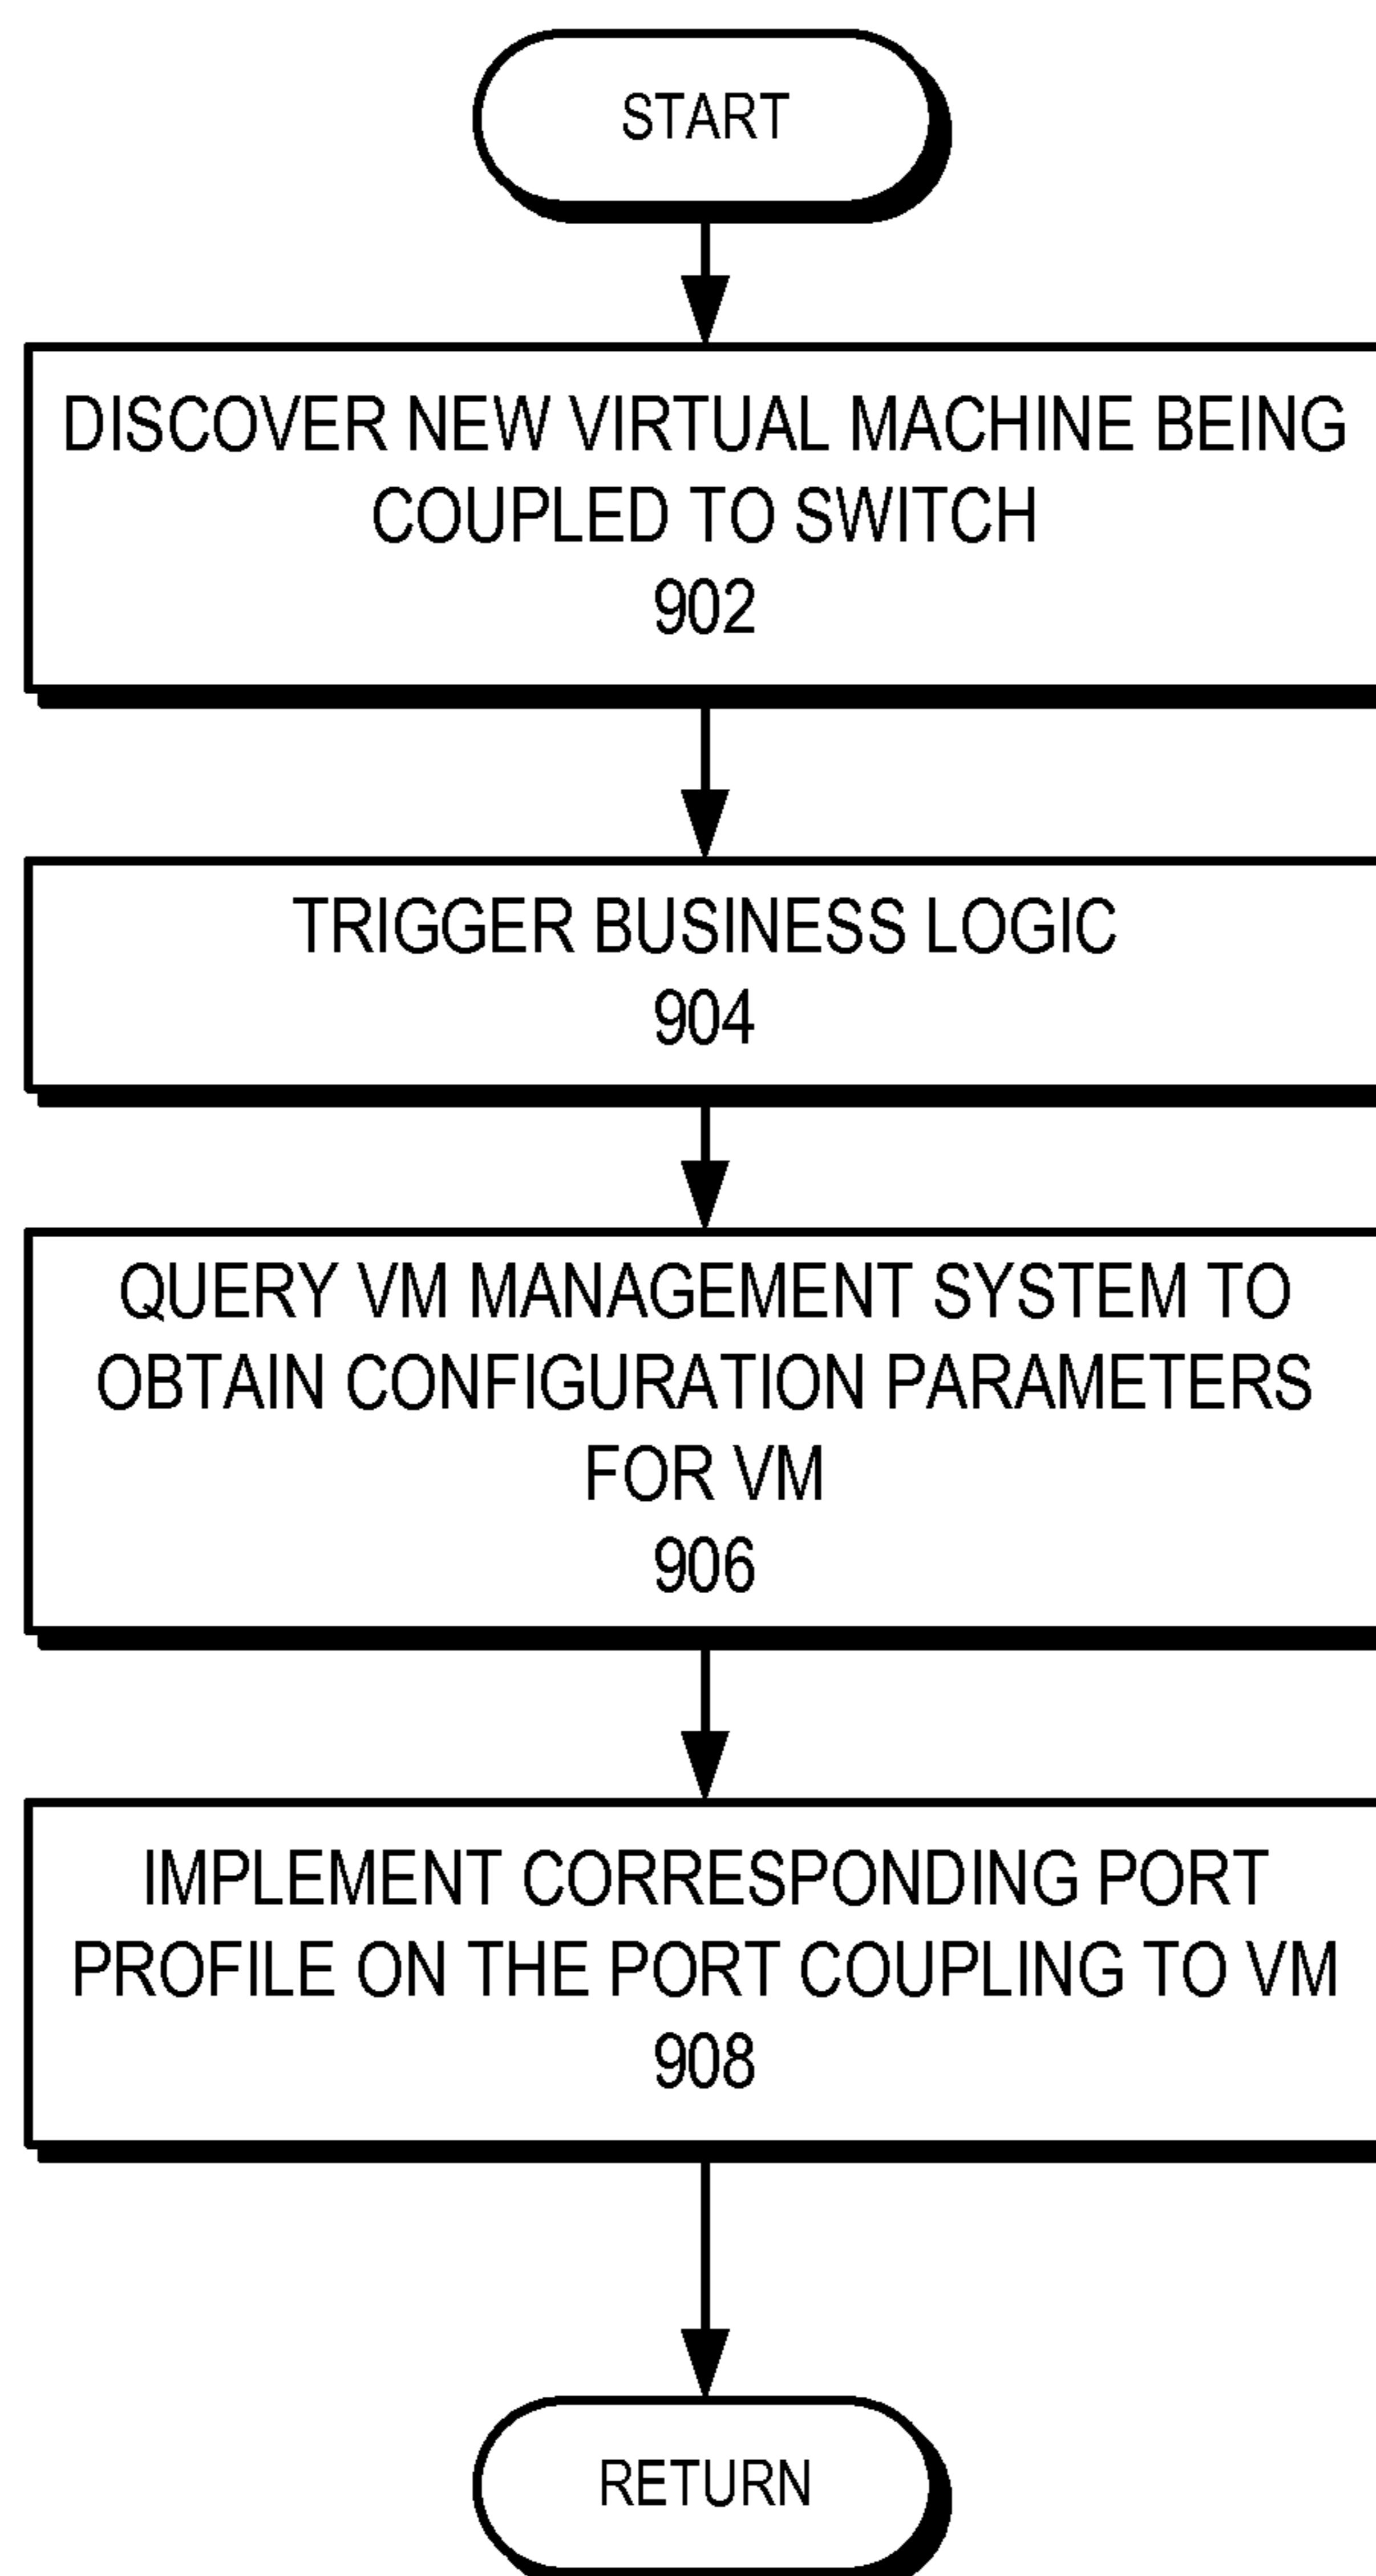 START
DISCOVER NEW VIRTUAL MACHINE BEING
COUPLED TO SWITCH
902
TRIGGER BUSINESS LOGIC
904
QUERY VM MANAGEMENT SYSTEM TO
OBTAIN CONFIGURATION PARAMETERS
FOR VM
906
IMPLEMENT CORRESPONDING PORT
PROFILE ON THE PORT COUPLING TO VM
908
RETURN